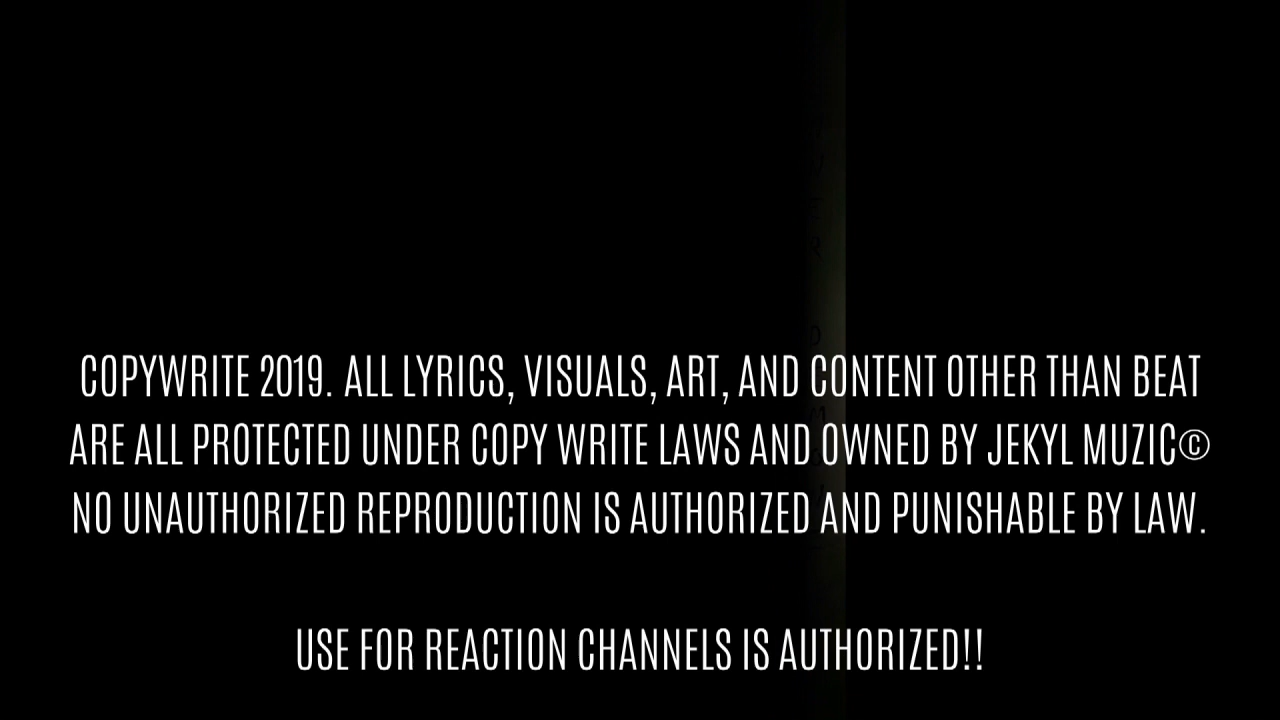 COPYWRITE 2019. ALL LYRICS, VISUALS, ART, AND CONTENT OTHER THAN BEAT
ARE ALL PROTECTED UNDER COPY WRITE LAWS AND OWNED BY JEKYL MUZIC©
NO UNAUTHORIZED REPRODUCTION IS AUTHORIZED AND PUNISHABLE BY LAW.
USE FOR REACTION CHANNELS IS AUTHORIZED!!